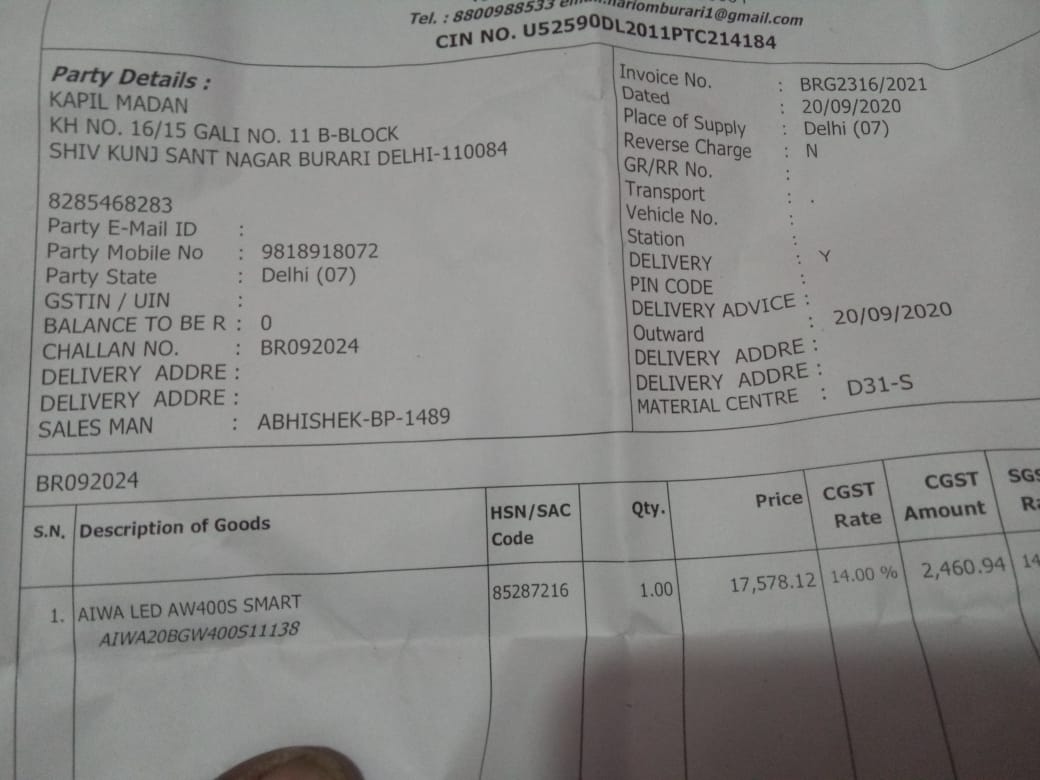 Tel. : 8800988533 email.hariomburari1@gmail.com
CIN NO. U52590DL2011PTC214184
Party Details :
KAPIL MADAN
KH NO. 16/15 GALI NO. 11 B-BLOCK
SHIV KUNJ SANT NAGAR BURARI DELHI-110084
8285468283
Party E-Mail ID :
Party Mobile No : 9818918072
Party State : Delhi (07)
GSTIN / UIN :
BALANCE TO BE R : 0
CHALLAN NO. : BR092024
DELIVERY ADDRE :
DELIVERY ADDRE :
SALES MAN : ABHISHEK-BP-1489
Invoice No. : BRG2316/2021
Dated : 20/09/2020
Place of Supply : Delhi (07)
Reverse Charge : N
GR/RR No. :
Transport : .
Vehicle No. :
Station :
DELIVERY : Y
PIN CODE :
DELIVERY ADVICE :
Outward : 20/09/2020
DELIVERY ADDRE :
DELIVERY ADDRE :
MATERIAL CENTRE : D31-S
BR092024
S.N. Description of Goods HSN/SAC Code Qty. Price CGST Rate CGST Amount
1. AIWA LED AW400S SMART 85287216 1.00 17,578.12 14.00 % 2,460.94 14
AIWA20BGW400S11138